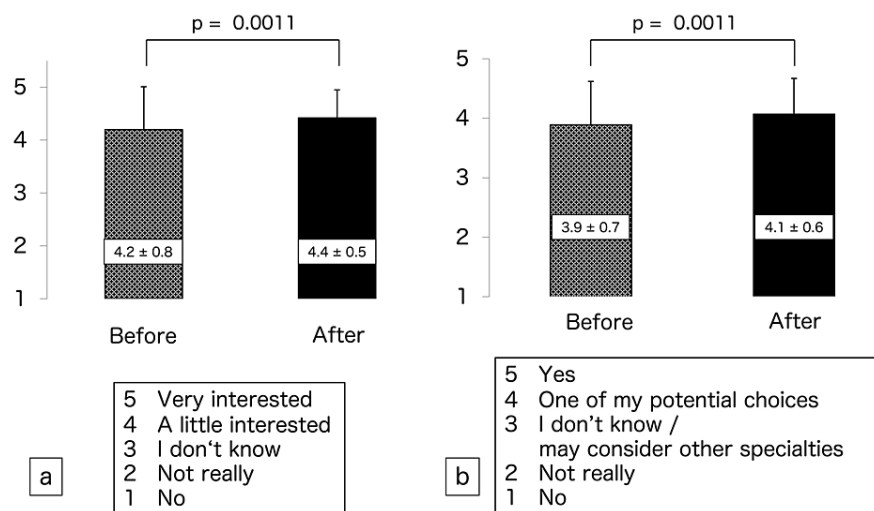 p = 0.0011
5
4
3
2
1
4.2 ± 0.8
4.4 ± 0.5
Before
After
5 Very interested
4 A little interested
3 I don‘t know
2 Not really
1 No
a
p = 0.0011
5
4
3
2
1
3.9 ± 0.7
4.1 ± 0.6
Before
After
5 Yes
4 One of my potential choices
3 I don’t know /
may consider other specialties
2 Not really
1 No
b